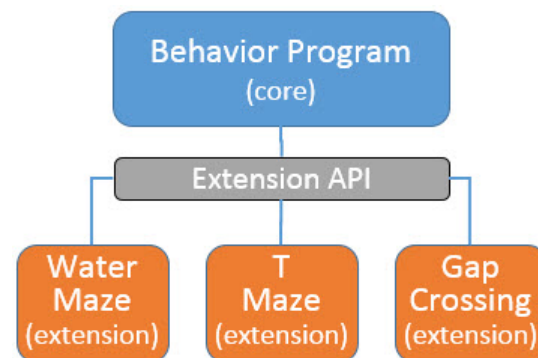 Behavior Program
(core)
Extension API
Water
Maze
(extension)
T
Maze
(extension)
Gap
Crossing
(extension)